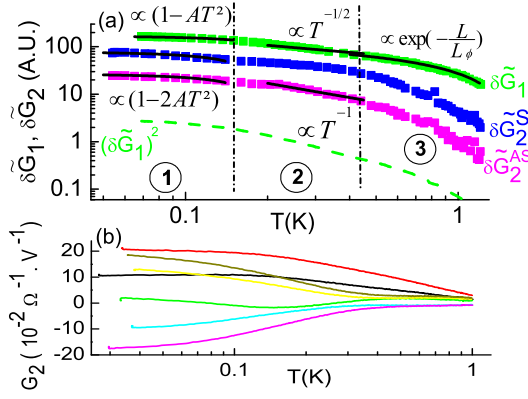 (a)
∝(1−AT²)
∝ T^{−1/2}
∝ exp(−L/L_ϕ)
100
10
1
0.1
δG̃₁, δG̃₂ (A.U.)
δG̃₁
δG̃₂^S
δG̃₂^{AS}
∝(1−2AT²)
∝ T^{−1}
(δG̃₁)²
1
2
3
0.1
1
T(K)
(b)
20
10
0
-10
-20
G₂ (10⁻² Ω⁻¹. V⁻¹)
0.1
1
T(K)